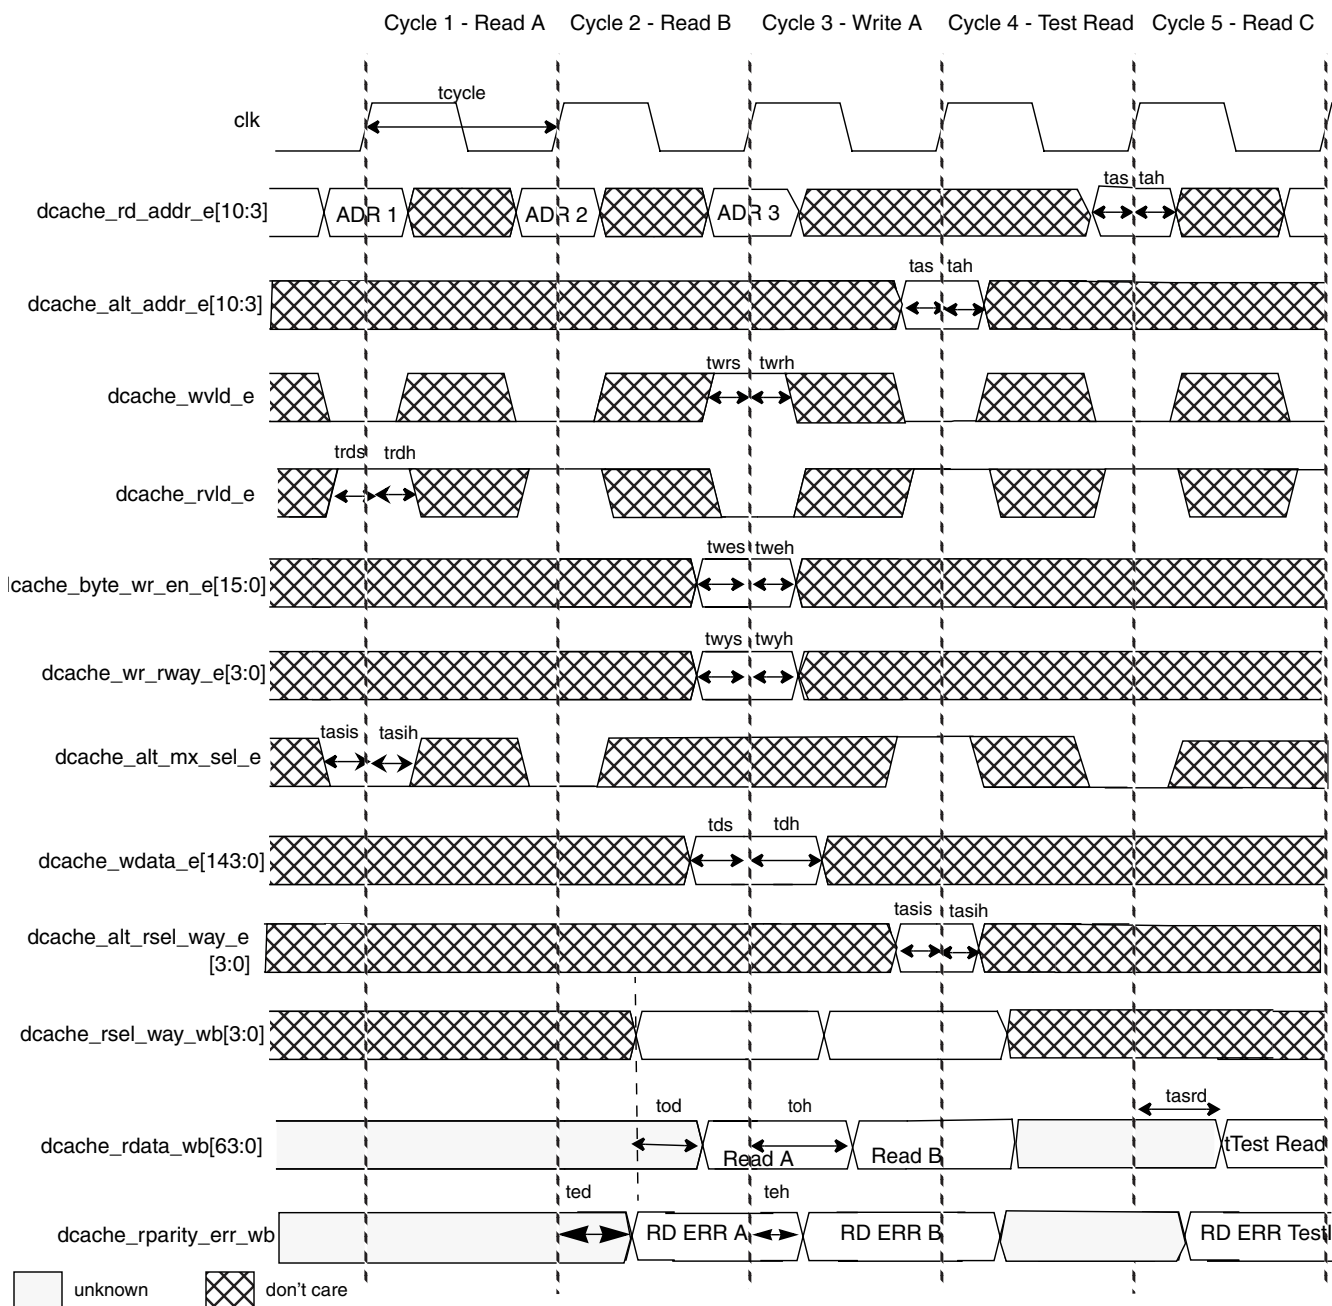 Cycle 1 - Read A Cycle 2 - Read B Cycle 3 - Write A Cycle 4 - Test Read Cycle 5 - Read C
tcycle
clk
tas tah
dcache_rd_addr_e[10:3] ADR 1 ADR 2 ADR 3
tas tah
dcache_alt_addr_e[10:3]
twrs twrh
dcache_wvld_e
trds trdh
dcache_rvld_e
twes tweh
lcache_byte_wr_en_e[15:0]
twys twyh
dcache_wr_rway_e[3:0]
tasis tasih
dcache_alt_mx_sel_e
tds tdh
dcache_wdata_e[143:0]
tasis tasih
dcache_alt_rsel_way_e
[3:0]
dcache_rsel_way_wb[3:0]
tod toh tasrd
dcache_rdata_wb[63:0] Read A Read B tTest Read
ted teh
dcache_rparity_err_wb RD ERR A RD ERR B RD ERR Testl
unknown don't care